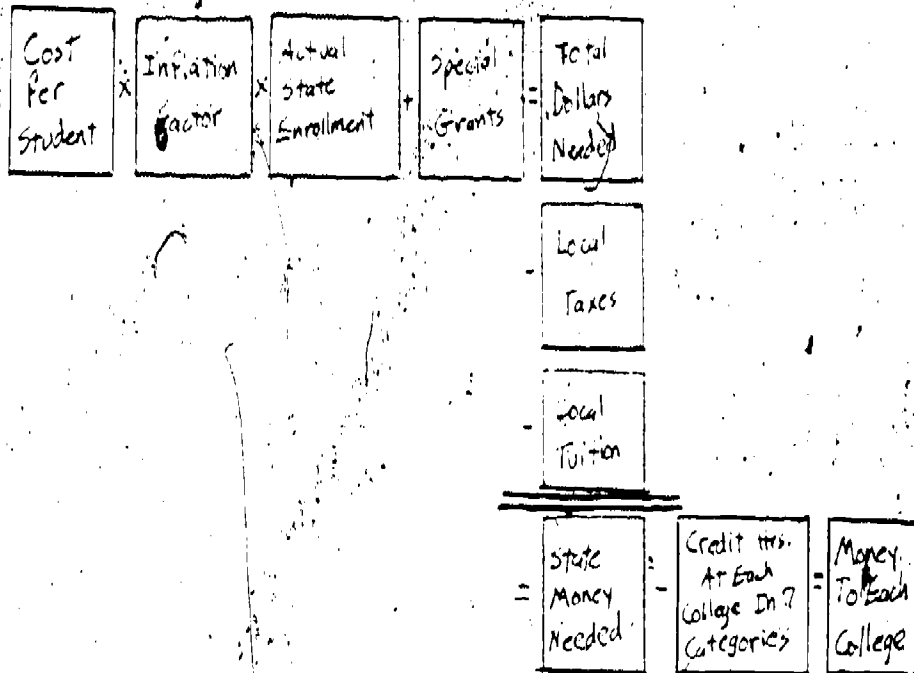 Cost
Per
Student
x
Inflation
Factor
x
Actual
State
Enrollment
+
Special
Grants
=
Total
Dollars
Needed
-
Local
Taxes
-
Local
Tuition
=
State
Money
Needed
Credit Hrs.
At Each
College In 7
Categories
=
Money
To Each
College